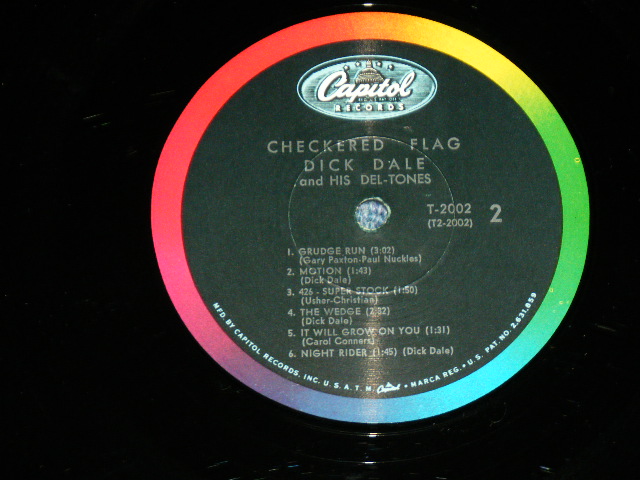 Capitol
RECORDS
CHECKERED FLAG
DICK DALE
and HIS DEL-TONES
T-2002 2
(T2-2002)
1. GRUDGE RUN (3:02)
(Gary Paxton-Paul Nuckles)
2. MOTION (1:43)
(Dick Dale)
3. 426 - SUPER STOCK (1:50)
(Usher-Christian)
4. THE WEDGE (2:32)
(Dick Dale)
5. IT WILL GROW ON YOU (1:31)
(Carol Connors)
6. NIGHT RIDER (1:45) (Dick Dale)
MFD. BY CAPITOL RECORDS, INC. U.S.A. T.M. Capitol • MARCA REG. • U.S. PAT. NO. 2,631,859